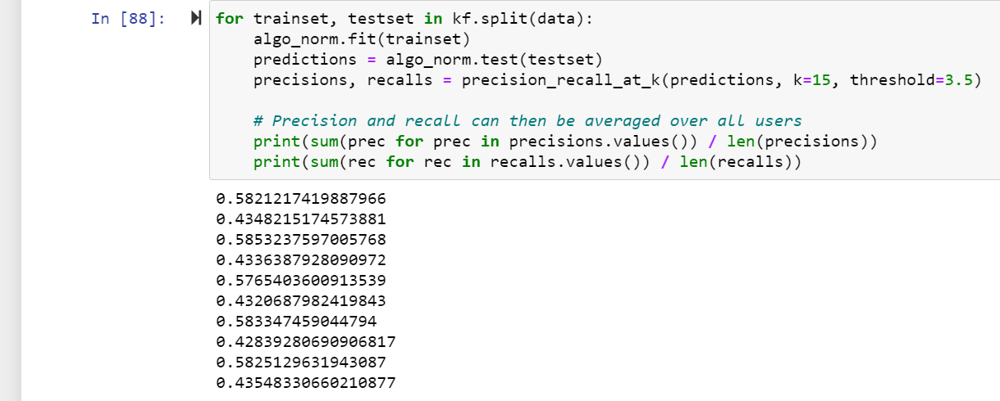 In [88]:
for trainset, testset in kf.split(data):
    algo_norm.fit(trainset)
    predictions = algo_norm.test(testset)
    precisions, recalls = precision_recall_at_k(predictions, k=15, threshold=3.5)
    # Precision and recall can then be averaged over all users
    print(sum(prec for prec in precisions.values()) / len(precisions))
    print(sum(rec for rec in recalls.values()) / len(recalls))
0.5821217419887966
0.4348215174573881
0.5853237597005768
0.4336387928090972
0.5765403600913539
0.4320687982419843
0.583347459044794
0.42839280690906817
0.5825129631943087
0.43548330660210877